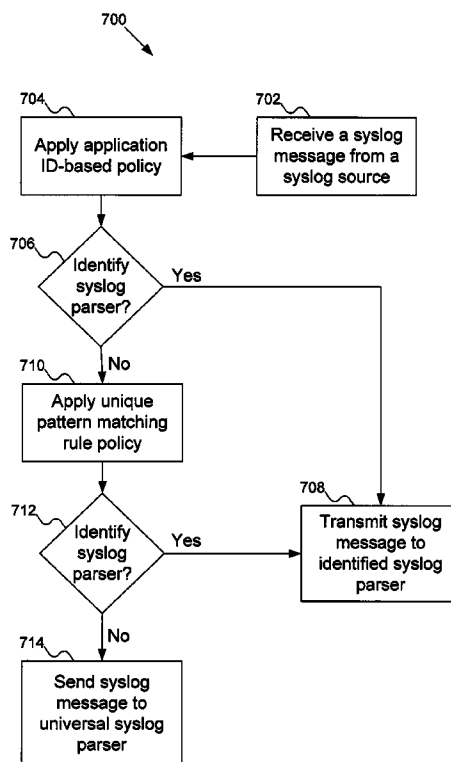 700
704
Apply application
ID-based policy
702
Receive a syslog
message from a
syslog source
706
Identify
syslog
parser?
Yes
No
710
Apply unique
pattern matching
rule policy
712
Identify
syslog
parser?
Yes
708
Transmit syslog
message to
identified syslog
parser
No
714
Send syslog
message to
universal syslog
parser